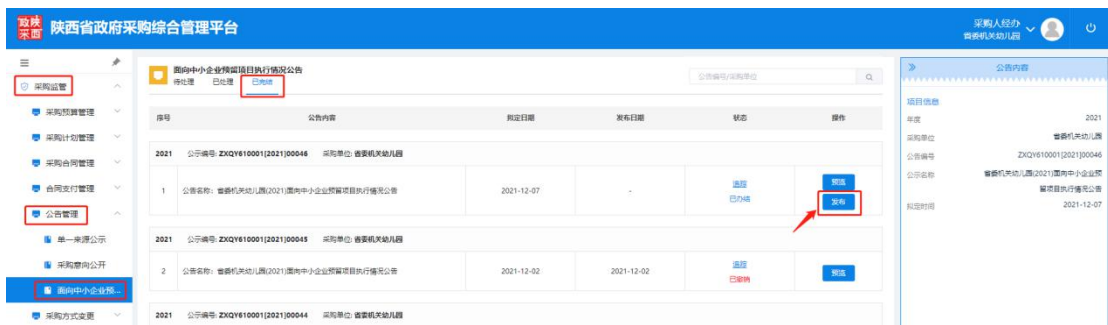 政陕
采西
陕西省政府采购综合管理平台
采购人经办
省委机关幼儿园
采购监管
采购预算管理
采购计划管理
采购合同管理
合同支付管理
公告管理
单一来源公示
采购意向公开
面向中小企业预...
采购方式变更
面向中小企业预留项目执行情况公告
待处理 已处理 已完结
公告编号/采购单位
序号 公告内容 拟定日期 发布日期 状态 操作
2021 公示编号: ZXQY610001[2021]00046 采购单位: 省委机关幼儿园
1 公告名称: 省委机关幼儿园(2021)面向中小企业预留项目执行情况公告 2021-12-07 - 追踪 预览
已办结 发布
2021 公示编号: ZXQY610001[2021]00045 采购单位: 省委机关幼儿园
2 公告名称: 省委机关幼儿园(2021)面向中小企业预留项目执行情况公告 2021-12-02 2021-12-02 追踪 预览
已撤销
2021 公示编号: ZXQY610001[2021]00044 采购单位: 省委机关幼儿园
公告内容
项目信息
年度 2021
采购单位 省委机关幼儿园
公告编号 ZXQY610001[2021]00046
公示名称 省委机关幼儿园(2021)面向中小企业预
留项目执行情况公告
拟定时间 2021-12-07